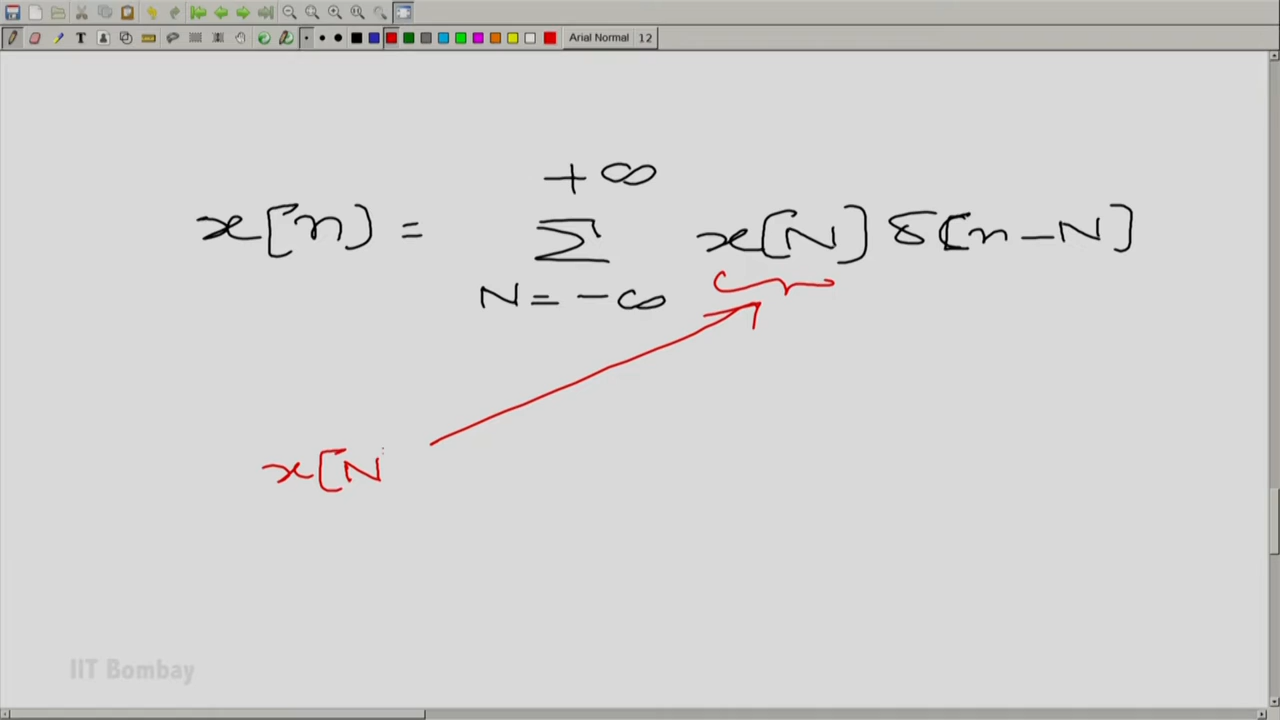 Arial Normal 12
+∞
x[n] = Σ x[N] δ[n-N]
N = -∞
x[N
IIT Bombay